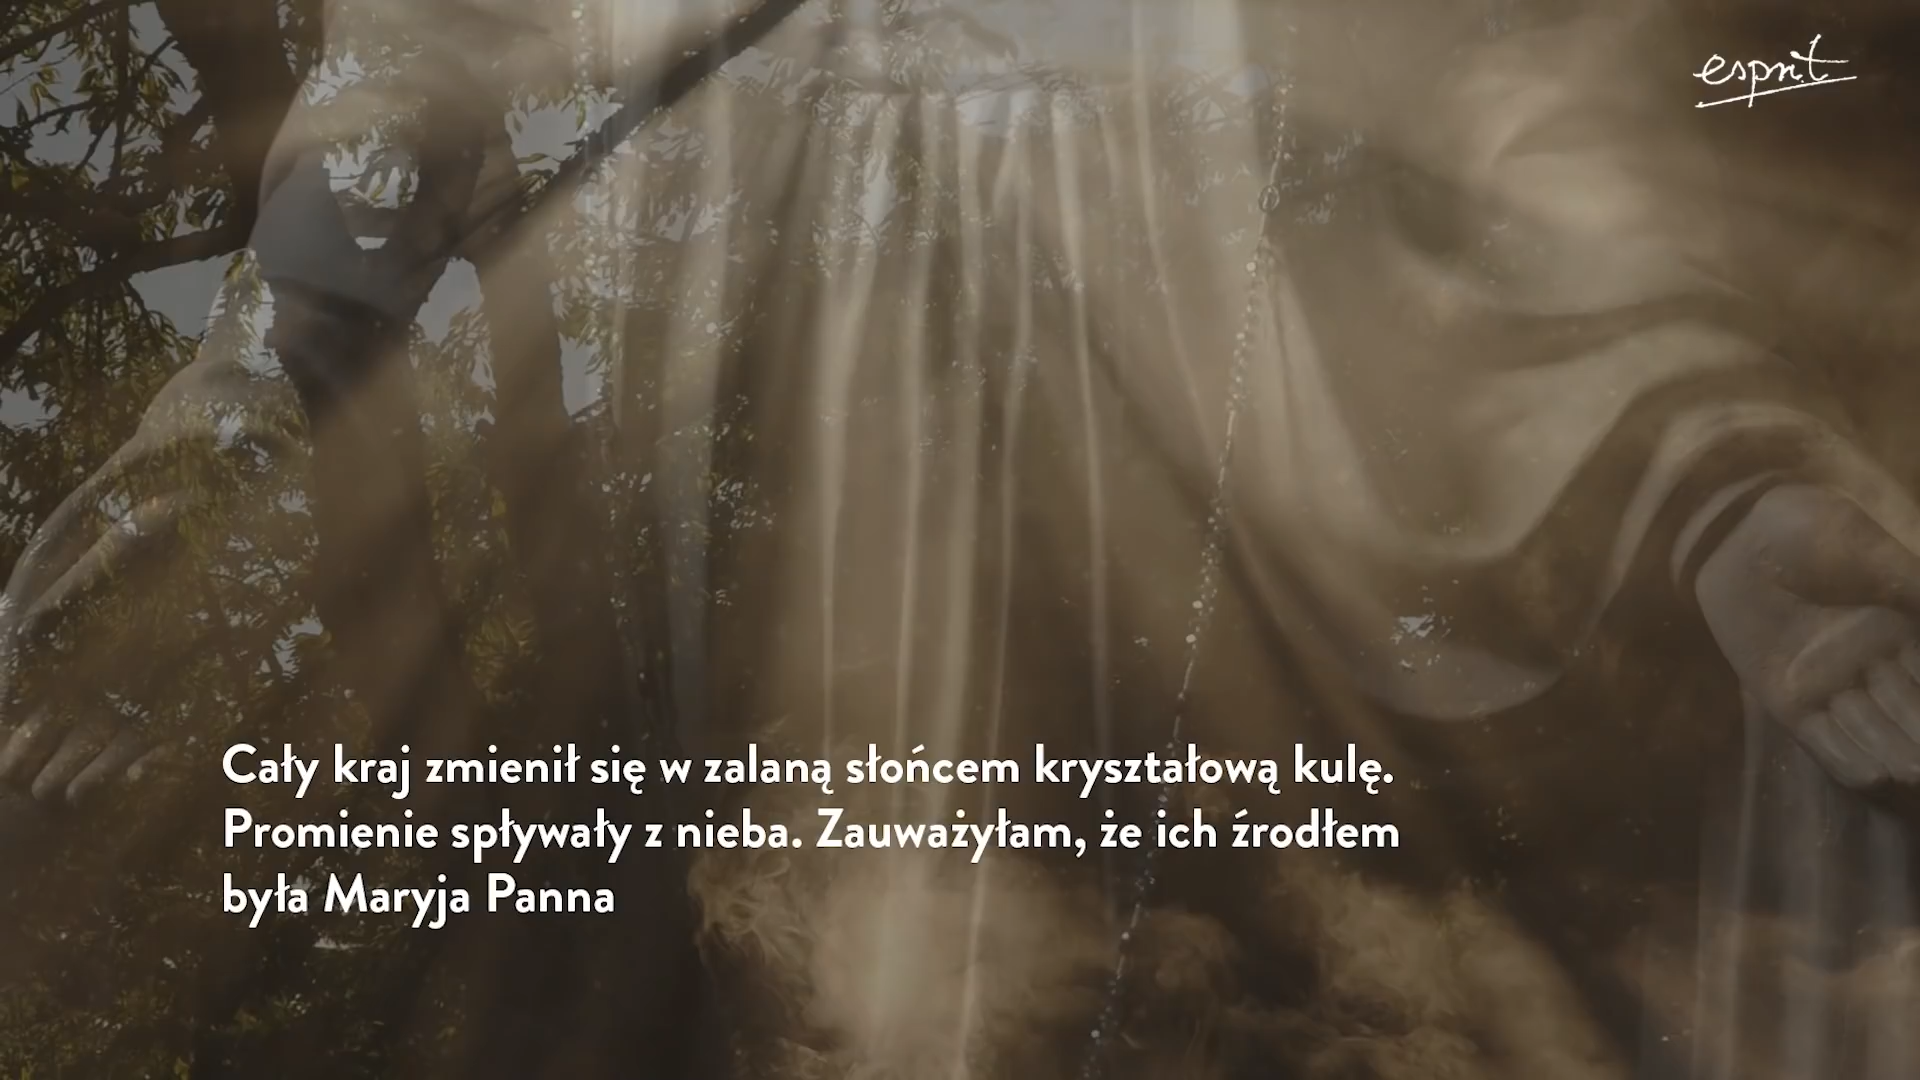 esprit
Cały kraj zmienił się w zalaną słońcem kryształową kulę.
Promienie spływały z nieba. Zauważyłam, że ich źrodłem
była Maryja Panna